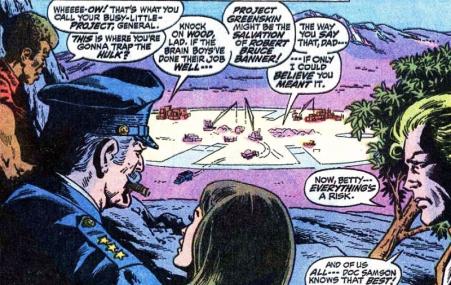 WHEEEE-OW! THAT'S WHAT YOU
CALL YOUR BUSY-LITTLE-
PROJECT, GENERAL.
THIS IS WHERE YOU'RE
GONNA TRAP THE
HULK?
KNOCK
ON WOOD,
LAD. IF THE
BRAIN BOYS'VE
DONE THEIR JOB
WELL---
PROJECT
GREENSKIN
MIGHT BE THE
SALVATION
OF ROBERT
BRUCE
BANNER!
THE WAY
YOU SAY
THAT, DAD---
---IF ONLY
I COULD
BELIEVE YOU
MEANT IT.
NOW, BETTY---
EVERYTHING'S
A RISK.
AND OF US
ALL--- DOC SAMSON
KNOWS THAT BEST!